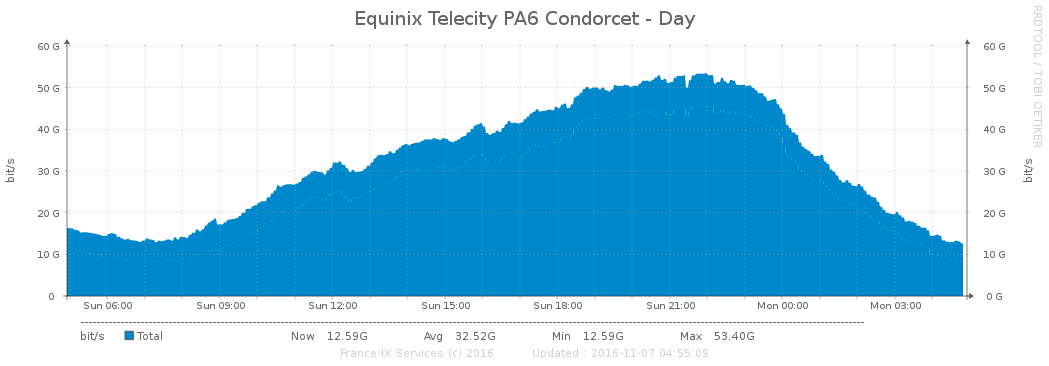 Equinix Telecity PA6 Condorcet - Day
RRDTOOL / TOBI OETIKER
bit/s
60 G
50 G
40 G
30 G
20 G
10 G
0
60 G
50 G
40 G
30 G
20 G
10 G
0 G
bit/s
Sun 06:00 Sun 09:00 Sun 12:00 Sun 15:00 Sun 18:00 Sun 21:00 Mon 00:00 Mon 03:00
bit/s Total Now 12.59G Avg 32.52G Min 12.59G Max 53.40G
France-IX Services (c) 2016 Updated : 2016-11-07 04:55:09